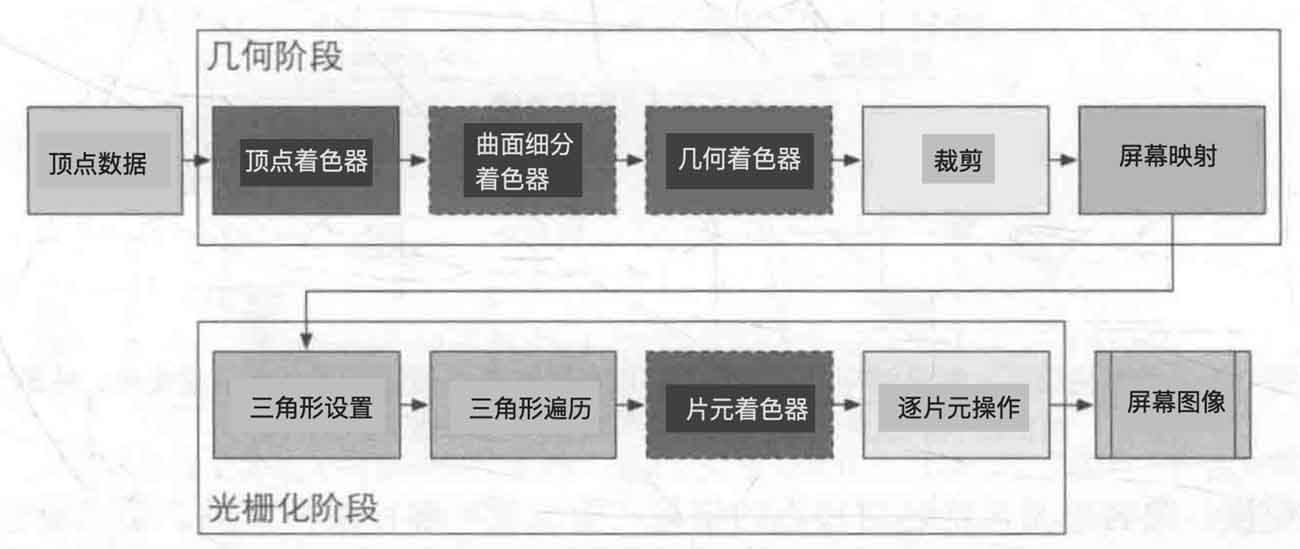 几何阶段
顶点数据
顶点着色器
曲面细分
着色器
几何着色器
裁剪
屏幕映射
三角形设置
三角形遍历
片元着色器
逐片元操作
屏幕图像
光栅化阶段